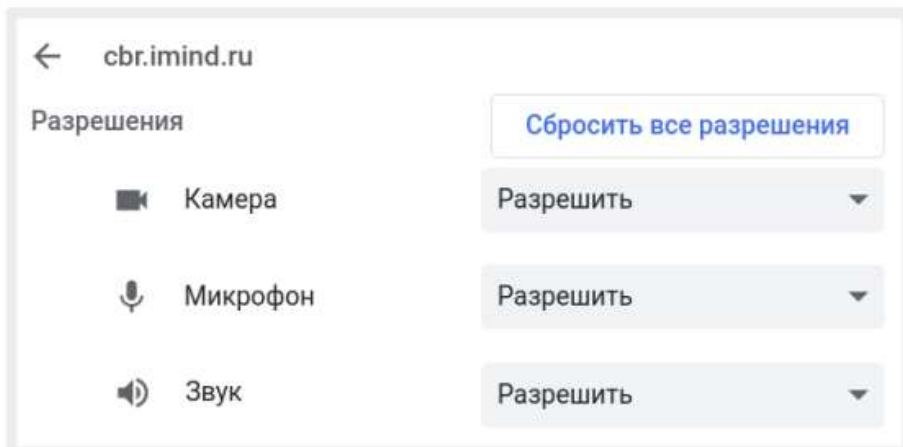 cbr.imind.ru
Разрешения Сбросить все разрешения
Камера Разрешить
Микрофон Разрешить
Звук Разрешить